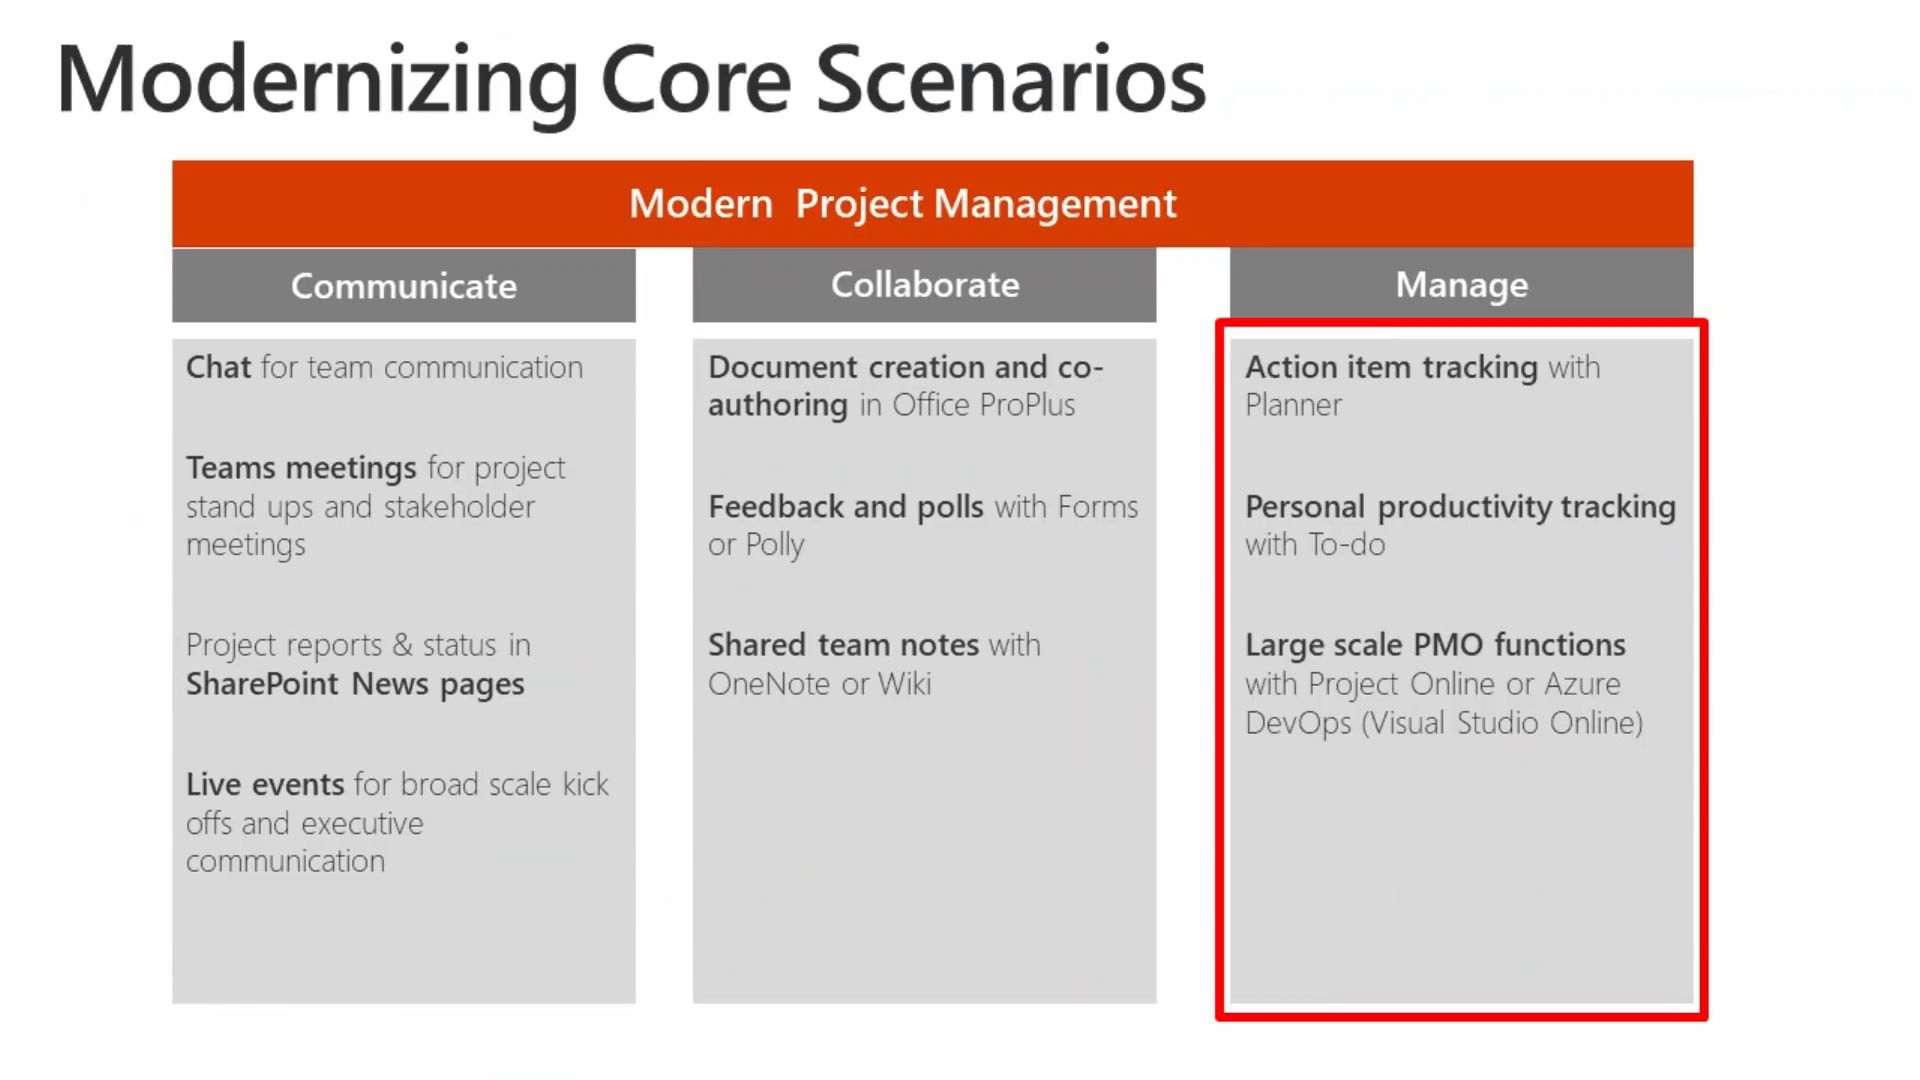 Modernizing Core Scenarios
Modern Project Management
Communicate
Chat for team communication
Teams meetings for project
stand ups and stakeholder
meetings
Project reports & status in
SharePoint News pages
Live events for broad scale kick
offs and executive
communication
Collaborate
Document creation and co-
authoring in Office ProPlus
Feedback and polls with Forms
or Polly
Shared team notes with
OneNote or Wiki
Manage
Action item tracking with
Planner
Personal productivity tracking
with To-do
Large scale PMO functions
with Project Online or Azure
DevOps (Visual Studio Online)